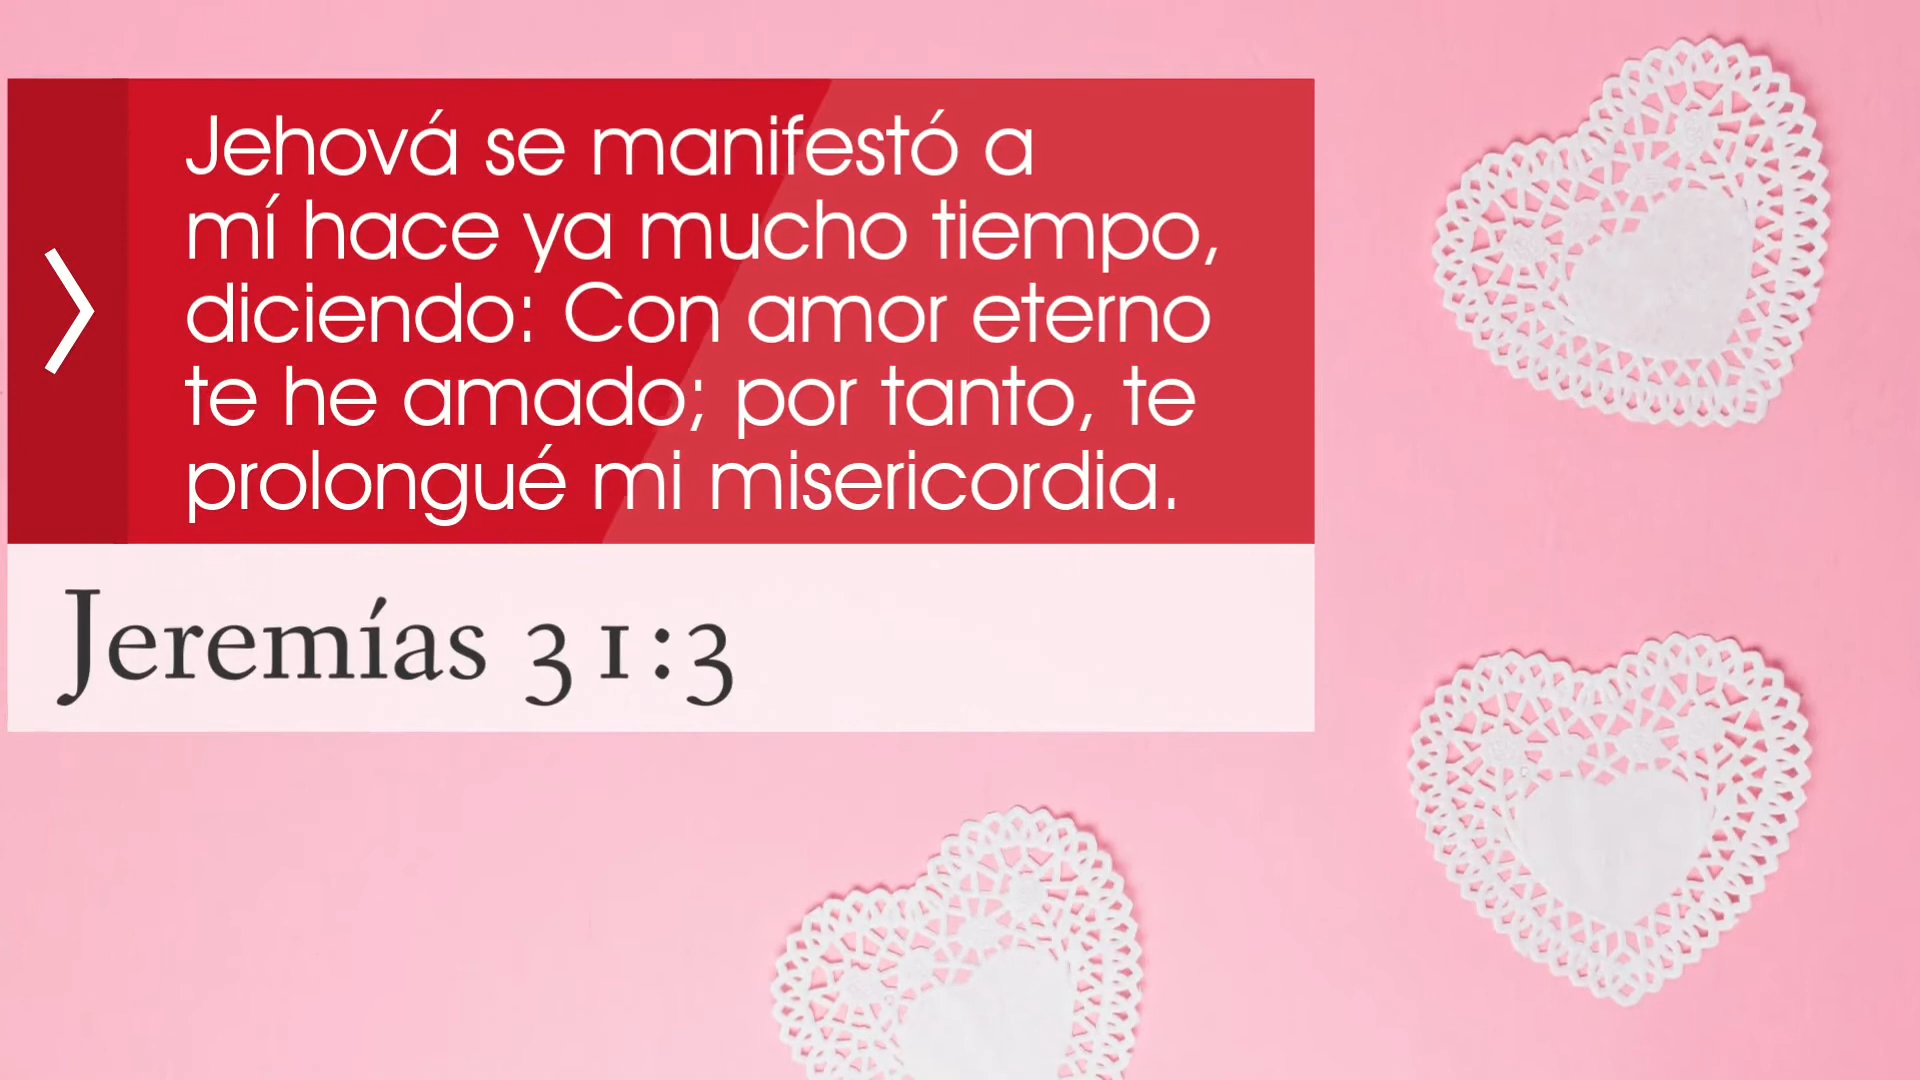 Jehová se manifestó a
mí hace ya mucho tiempo,
diciendo: Con amor eterno
te he amado; por tanto, te
prolongué mi misericordia.
Jeremías 31:3